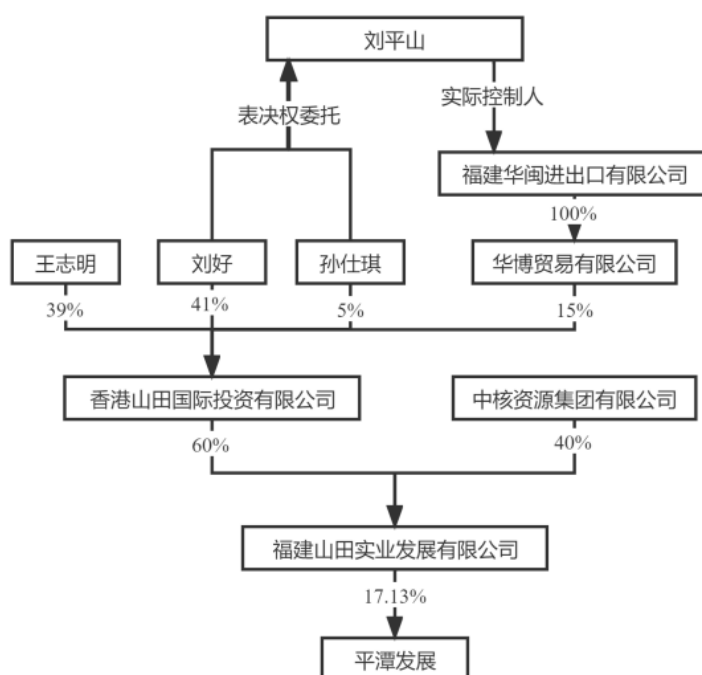 刘平山
表决权委托
实际控制人
福建华闽进出口有限公司
100%
王志明
刘好
孙仕琪
华博贸易有限公司
39%
41%
5%
15%
香港山田国际投资有限公司
中核资源集团有限公司
60%
40%
福建山田实业发展有限公司
17.13%
平潭发展